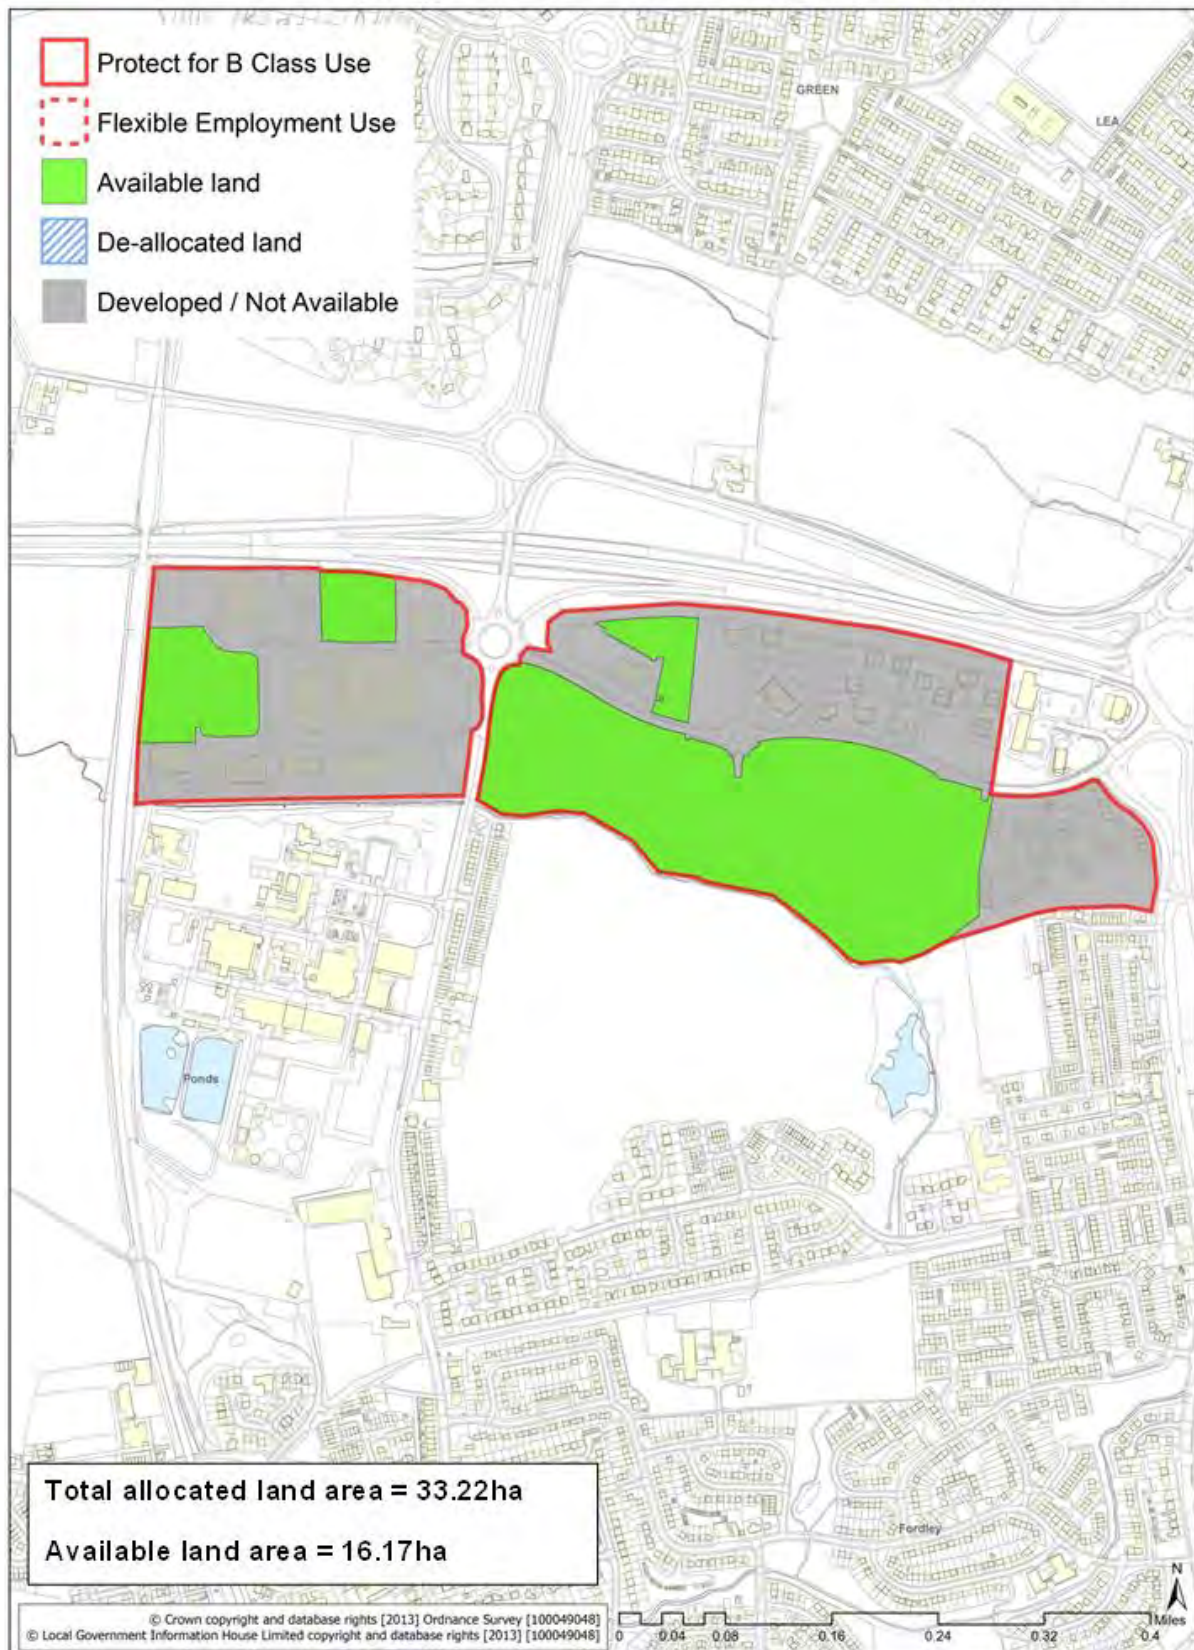 Protect for B Class Use
Flexible Employment Use
Available land
De-allocated land
Developed / Not Available
GREEN
LEA
Ponds
Fordley
Total allocated land area = 33.22ha
Available land area = 16.17ha
N
Miles
© Crown copyright and database rights [2013] Ordnance Survey [100049048]
© Local Government Information House Limited copyright and database rights [2013] [100049048]
0 0.04 0.08 0.16 0.24 0.32 0.4